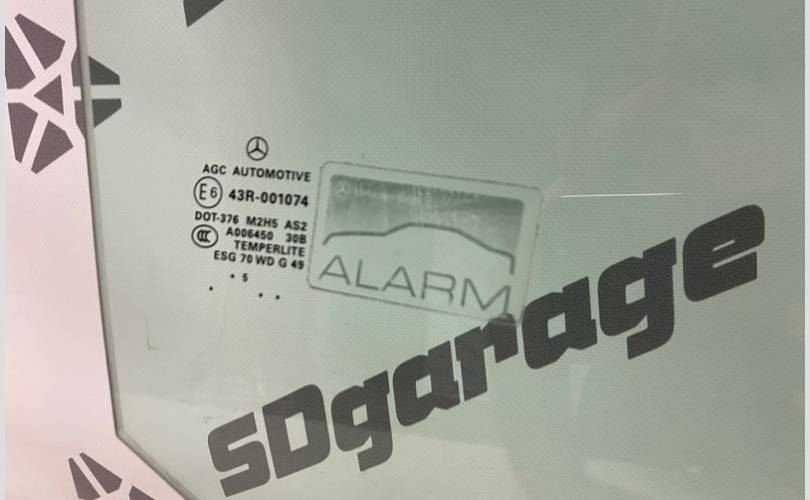 AGC AUTOMOTIVE
E6 43R-001074
DOT-376 M2H5 AS2
CCC A006450 30B
TEMPERLITE
ESG 70 WD G 49
. 5
. . .
ALARM
SDgarage